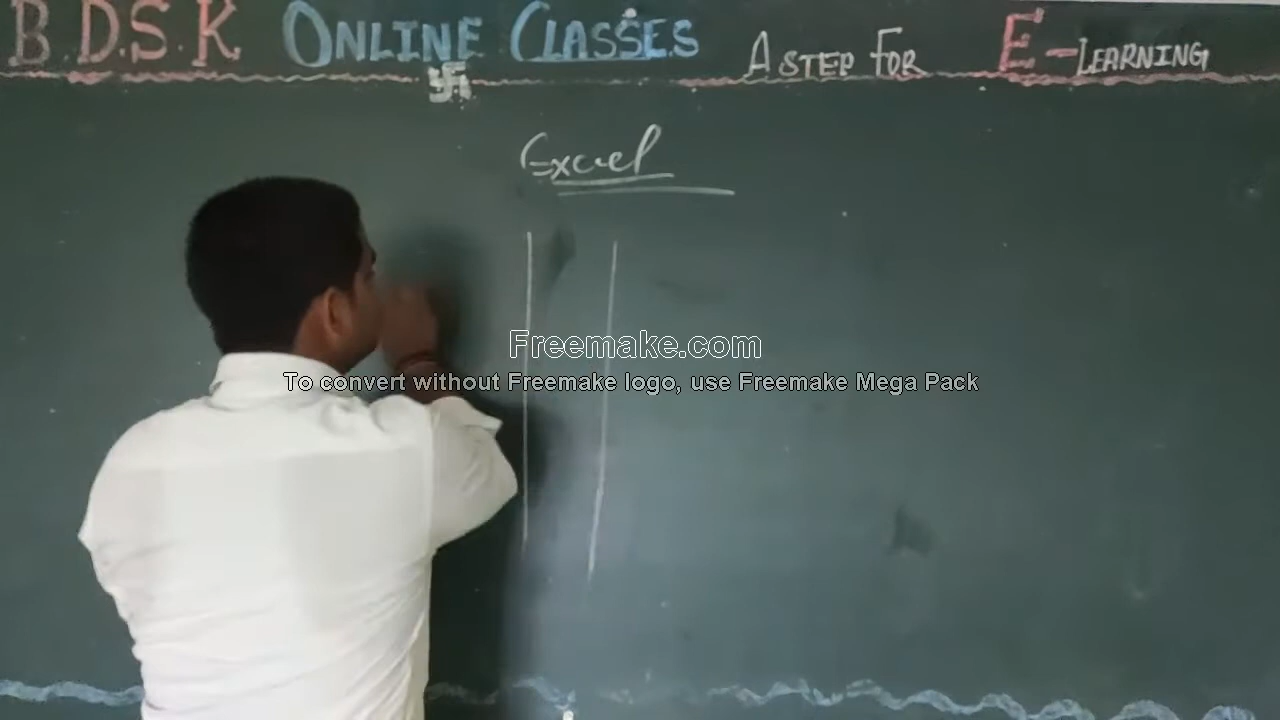 B.D.S.K ONLINE CLASSES A STEP FOR E-LEARNING
Excel
Freemake.com
To convert without Freemake logo, use Freemake Mega Pack